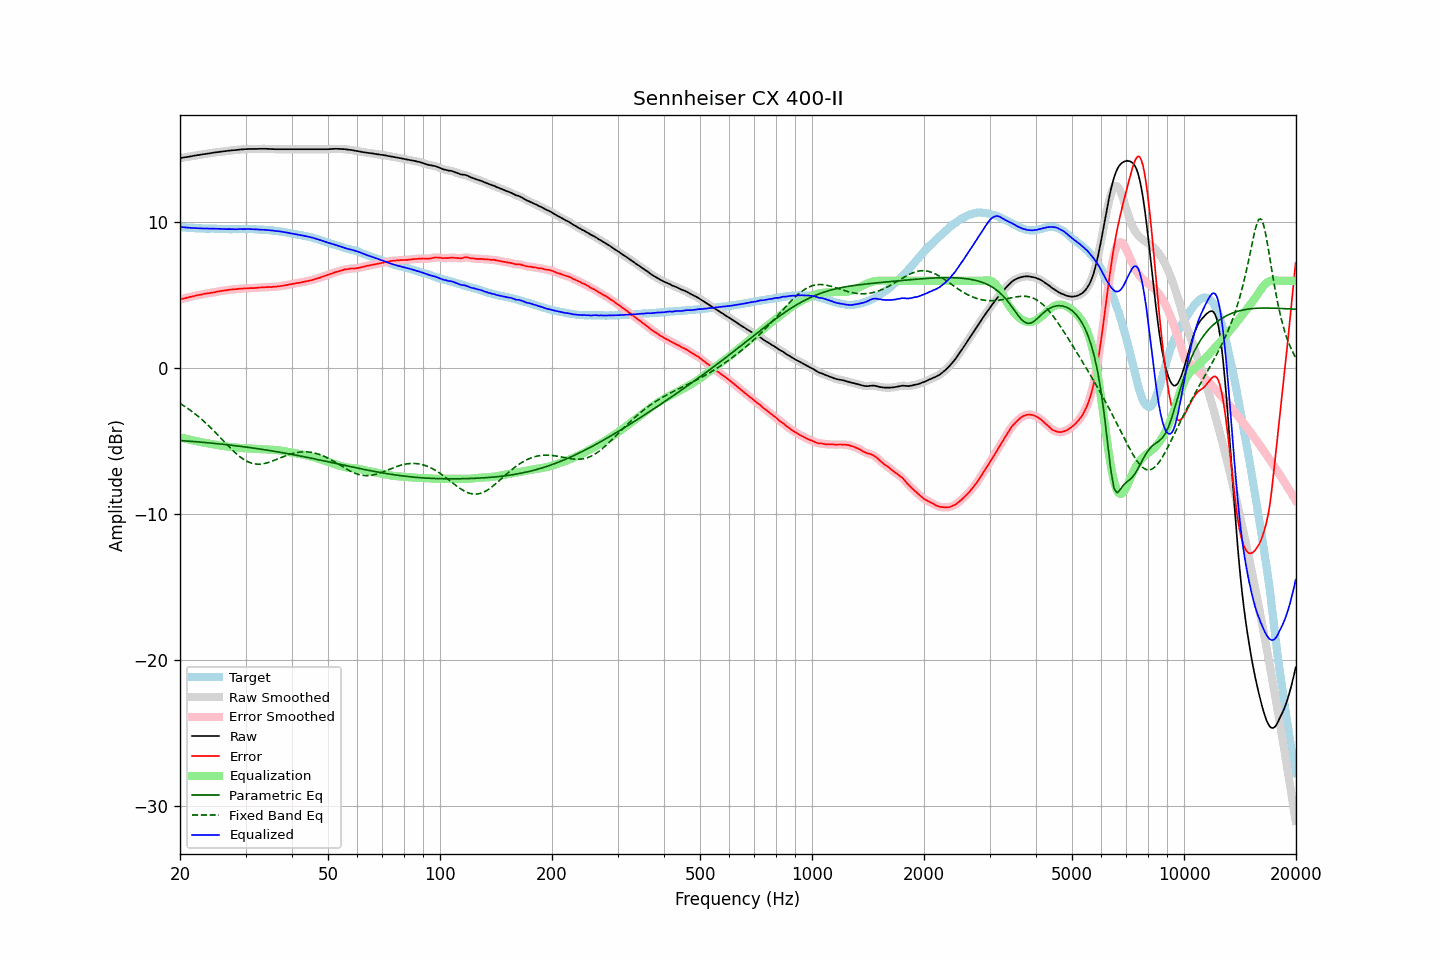 Sennheiser CX 400-II
Amplitude (dBr)
10
0
−10
−20
−30
Target
Raw Smoothed
Error Smoothed
Raw
Error
Equalization
Parametric Eq
Fixed Band Eq
Equalized
20 50 100 200 500 1000 2000 5000 10000 20000
Frequency (Hz)